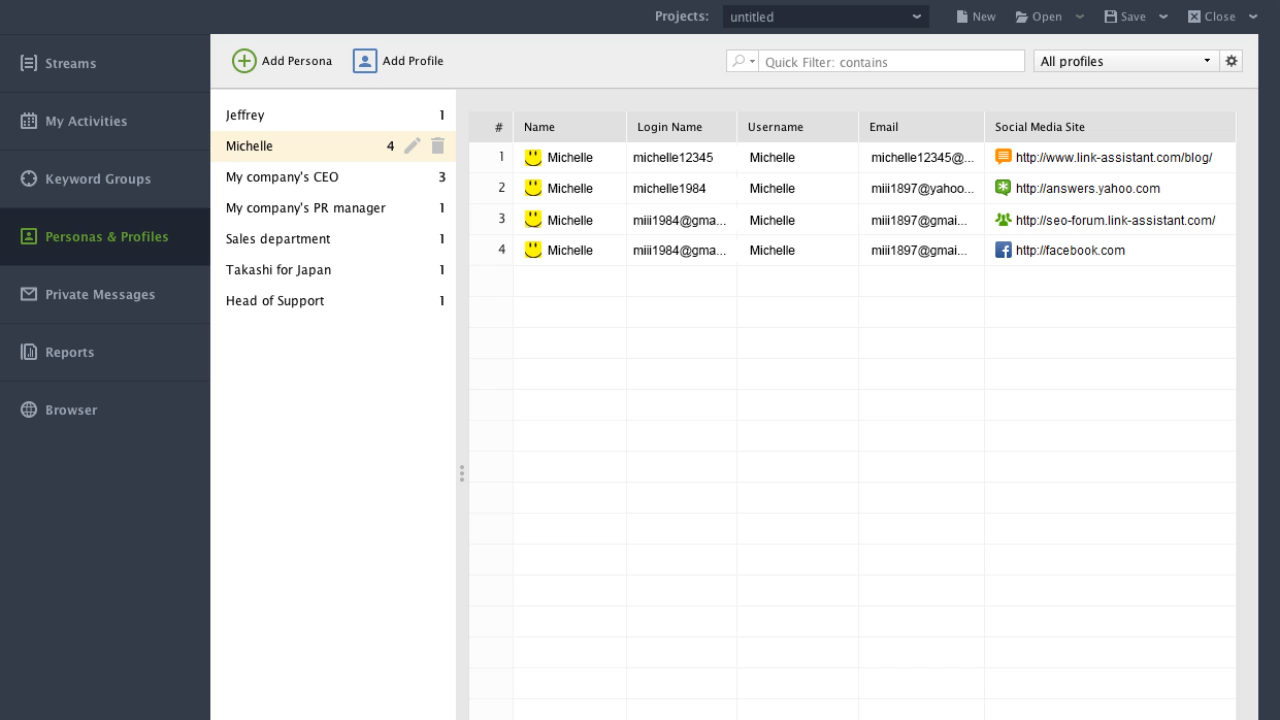 Projects: untitled New Open Save Close
Streams
My Activities
Keyword Groups
Personas & Profiles
Private Messages
Reports
Browser
Add Persona Add Profile Quick Filter: contains All profiles
Jeffrey 1
Michelle 4
My company's CEO 3
My company's PR manager 1
Sales department 1
Takashi for Japan 1
Head of Support 1
# Name Login Name Username Email Social Media Site
1 Michelle michelle12345 Michelle michelle12345@... http://www.link-assistant.com/blog/
2 Michelle michelle1984 Michelle miii1897@yahoo... http://answers.yahoo.com
3 Michelle miii1984@gma... Michelle miii1897@gmai... http://seo-forum.link-assistant.com/
4 Michelle miii1984@gma... Michelle miii1897@gmai... http://facebook.com